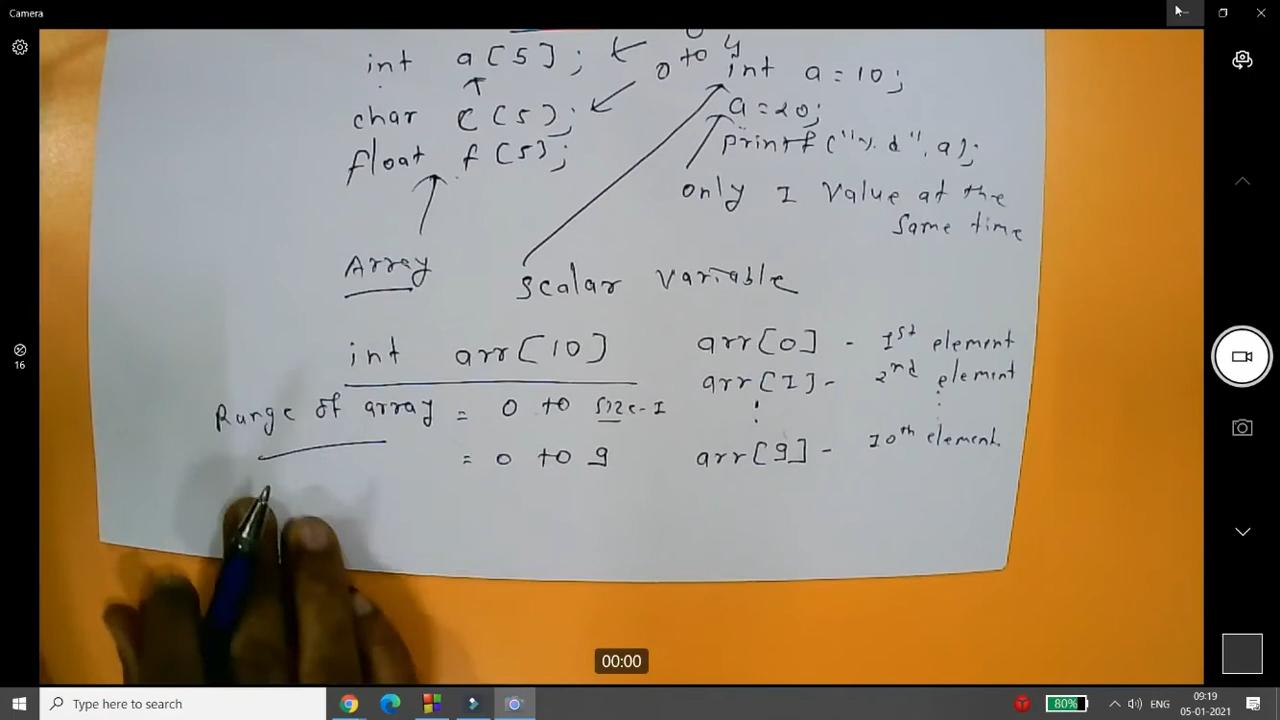 Camera
int a[5]; ← 0 to 4
int a = 10;
char c(5);
a = 20;
float f(5);
printf("%d", a);
only 1 value at the
same time
Array
Scalar Variable
int arr[10]
arr[0] - 1st element
arr[1] - 2nd element
Range of array = 0 to size-1
= 0 to 9
arr[9] - 10th element.
16
00:00
Type here to search
80%
ENG
09:19
05-01-2021